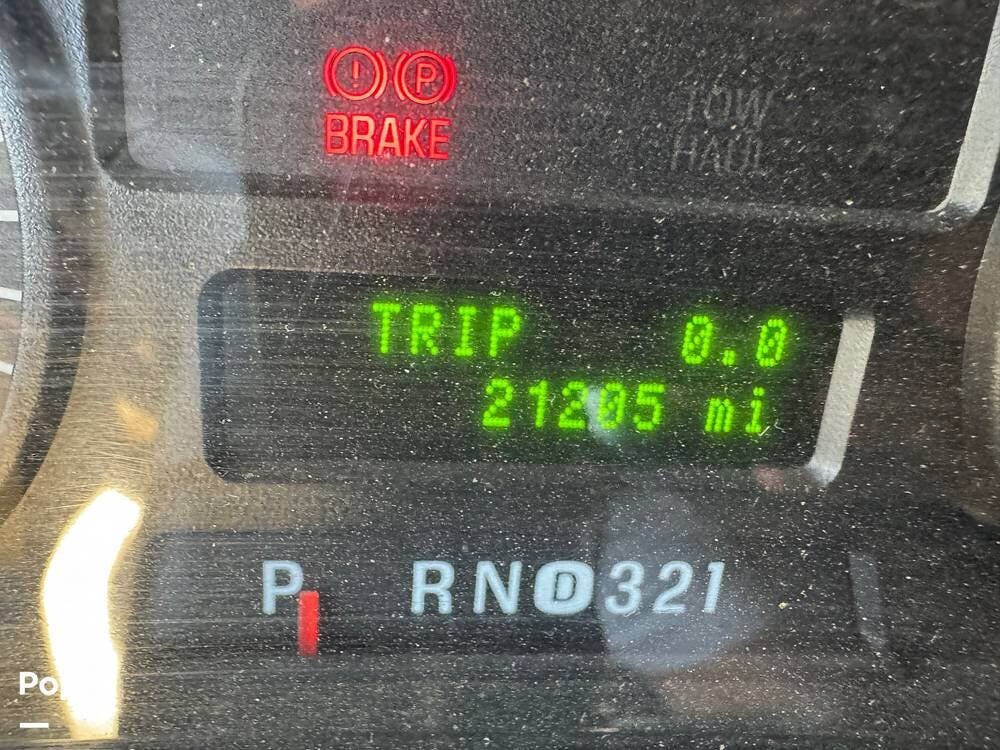 ! P
BRAKE
TOW
HAUL
TRIP 0.0
21205 mi
P RND321